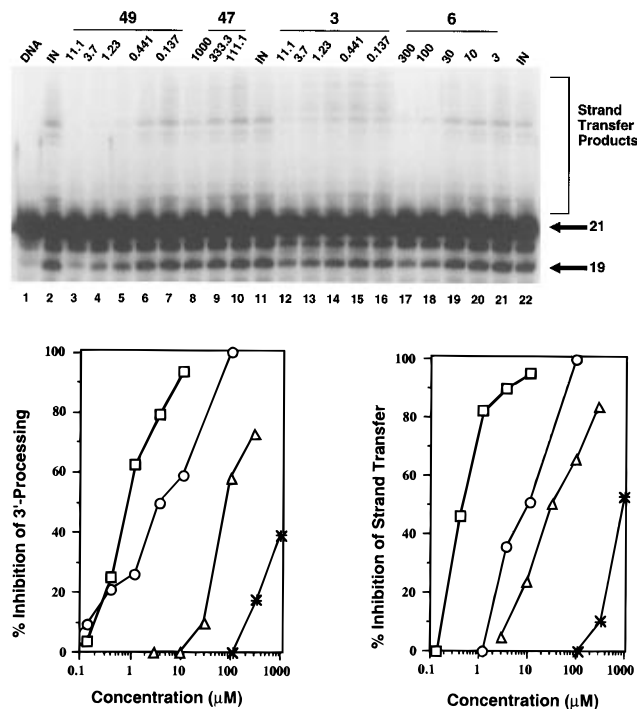 49 47 3 6
DNA IN 11.1 3.7 1.23 0.441 0.137 1000 333.3 111.1 IN 11.1 3.7 1.23 0.441 0.137 300 100 30 10 3 IN
Strand
Transfer
Products
21
19
1 2 3 4 5 6 7 8 9 10 11 12 13 14 15 16 17 18 19 20 21 22
% Inhibition of 3'-Processing
100
80
60
40
20
0
0.1 1 10 100 1000
Concentration (μM)
% Inhibition of Strand Transfer
100
80
60
40
20
0
0.1 1 10 100 1000
Concentration (μM)